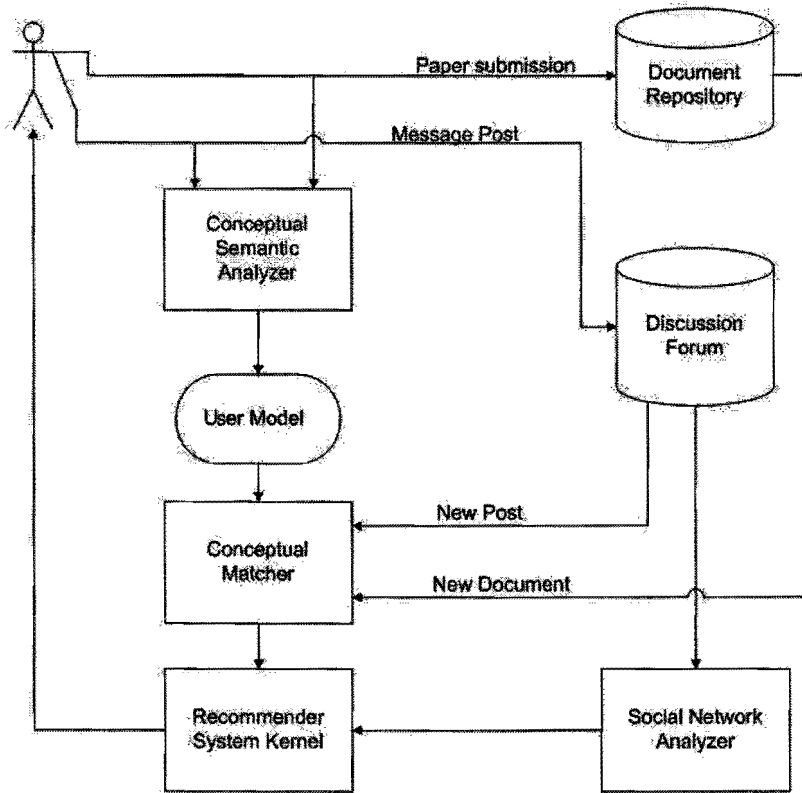 Paper submission
Document
Repository
Message Post
Conceptual
Semantic
Analyzer
Discussion
Forum
User Model
New Post
Conceptual
Matcher
New Document
Recommender
System Kernel
Social Network
Analyzer